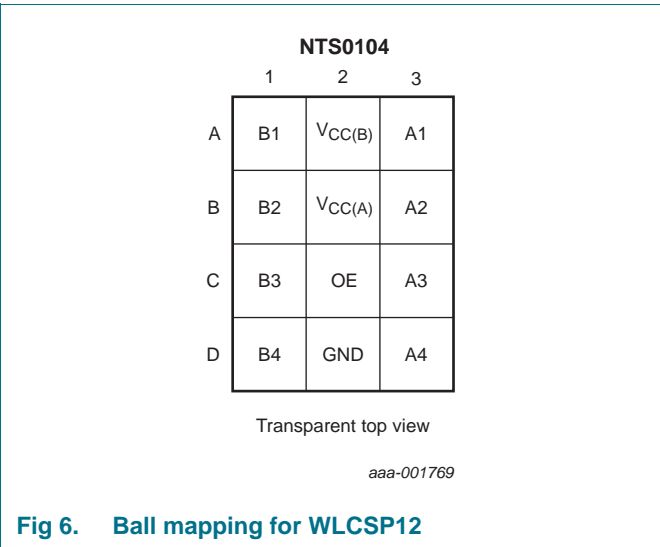 NTS0104
1 2 3
A B1 VCC(B) A1
B B2 VCC(A) A2
C B3 OE A3
D B4 GND A4
Transparent top view
aaa-001769
Fig 6. Ball mapping for WLCSP12